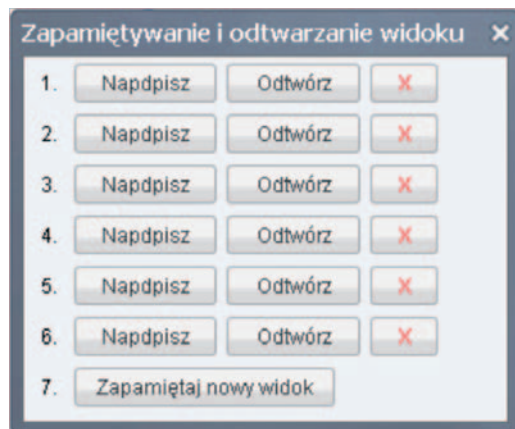 Zapamiętywanie i odtwarzanie widoku X
1. Napdpisz Odtwórz X
2. Napdpisz Odtwórz X
3. Napdpisz Odtwórz X
4. Napdpisz Odtwórz X
5. Napdpisz Odtwórz X
6. Napdpisz Odtwórz X
7. Zapamiętaj nowy widok